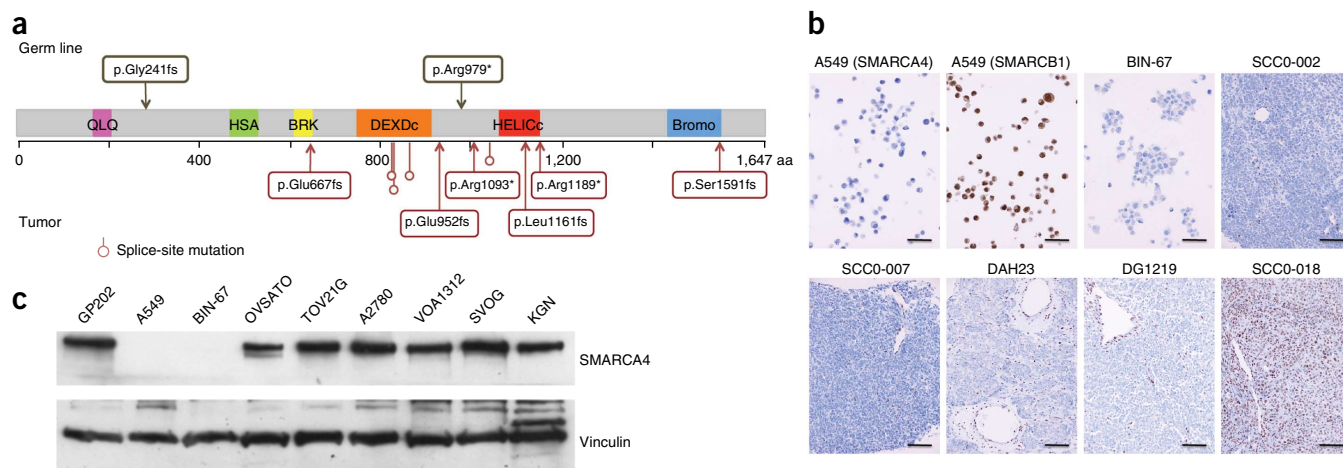 a
Germ line
p.Gly241fs
p.Arg979*
QLQ
HSA
BRK
DEXDc
HELICc
Bromo
0
400
800
1,200
1,647 aa
p.Glu667fs
p.Arg1093*
p.Arg1189*
p.Ser1591fs
p.Glu952fs
p.Leu1161fs
Tumor
Splice-site mutation
b
A549 (SMARCA4)
A549 (SMARCB1)
BIN-67
SCC0-002
SCC0-007
DAH23
DG1219
SCC0-018
c
GP202
A549
BIN-67
OVSATO
TOV21G
A2780
VOA1312
SVOG
KGN
SMARCA4
Vinculin